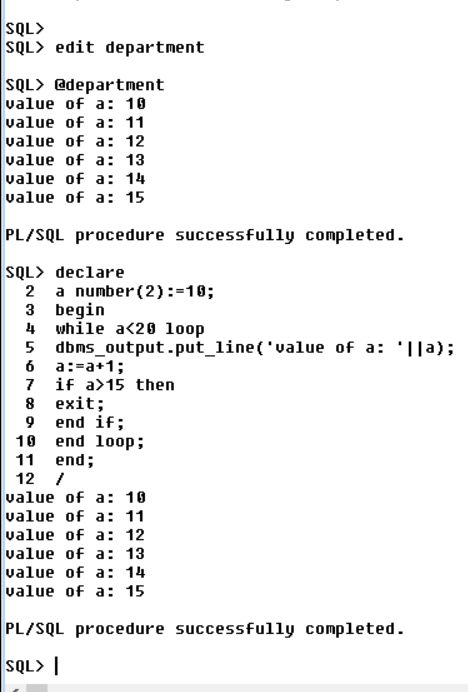 SQL>
SQL> edit department
SQL> @department
value of a: 10
value of a: 11
value of a: 12
value of a: 13
value of a: 14
value of a: 15
PL/SQL procedure successfully completed.
SQL> declare
2 a number(2):=10;
3 begin
4 while a<20 loop
5 dbms_output.put_line('value of a: '||a);
6 a:=a+1;
7 if a>15 then
8 exit;
9 end if;
10 end loop;
11 end;
12 /
value of a: 10
value of a: 11
value of a: 12
value of a: 13
value of a: 14
value of a: 15
PL/SQL procedure successfully completed.
SQL>